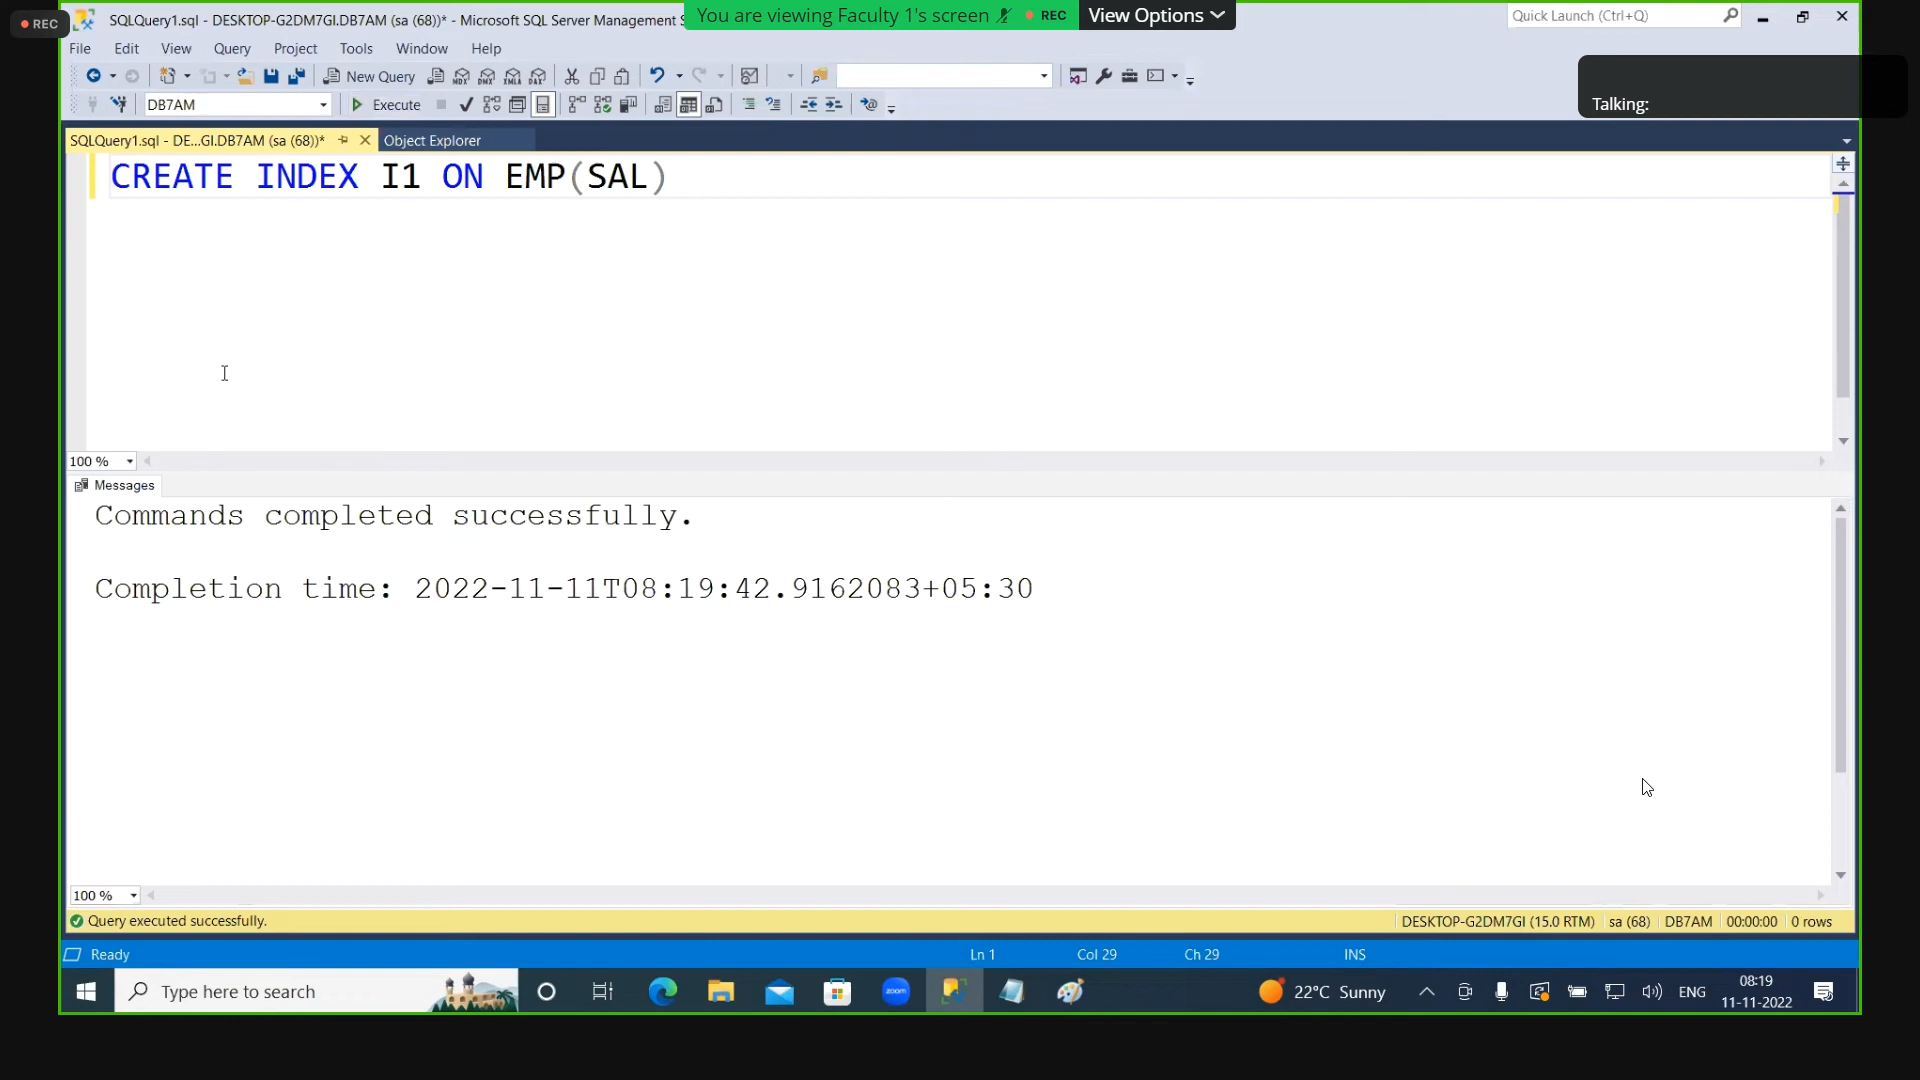 REC
SQLQuery1.sql - DESKTOP-G2DM7GI.DB7AM (sa (68))* - Microsoft SQL Server Management S
You are viewing Faculty 1's screen
REC
View Options
Quick Launch (Ctrl+Q)
File Edit View Query Project Tools Window Help
New Query MDX DMX XMLA DAX
Talking:
DB7AM
Execute
SQLQuery1.sql - DE...GI.DB7AM (sa (68))*
Object Explorer
CREATE INDEX I1 ON EMP(SAL)
100 %
Messages
Commands completed successfully.
Completion time: 2022-11-11T08:19:42.9162083+05:30
100 %
Query executed successfully.
DESKTOP-G2DM7GI (15.0 RTM) sa (68) DB7AM 00:00:00 0 rows
Ready
Ln 1 Col 29 Ch 29 INS
Type here to search
zoom
22°C Sunny
ENG
08:19
11-11-2022